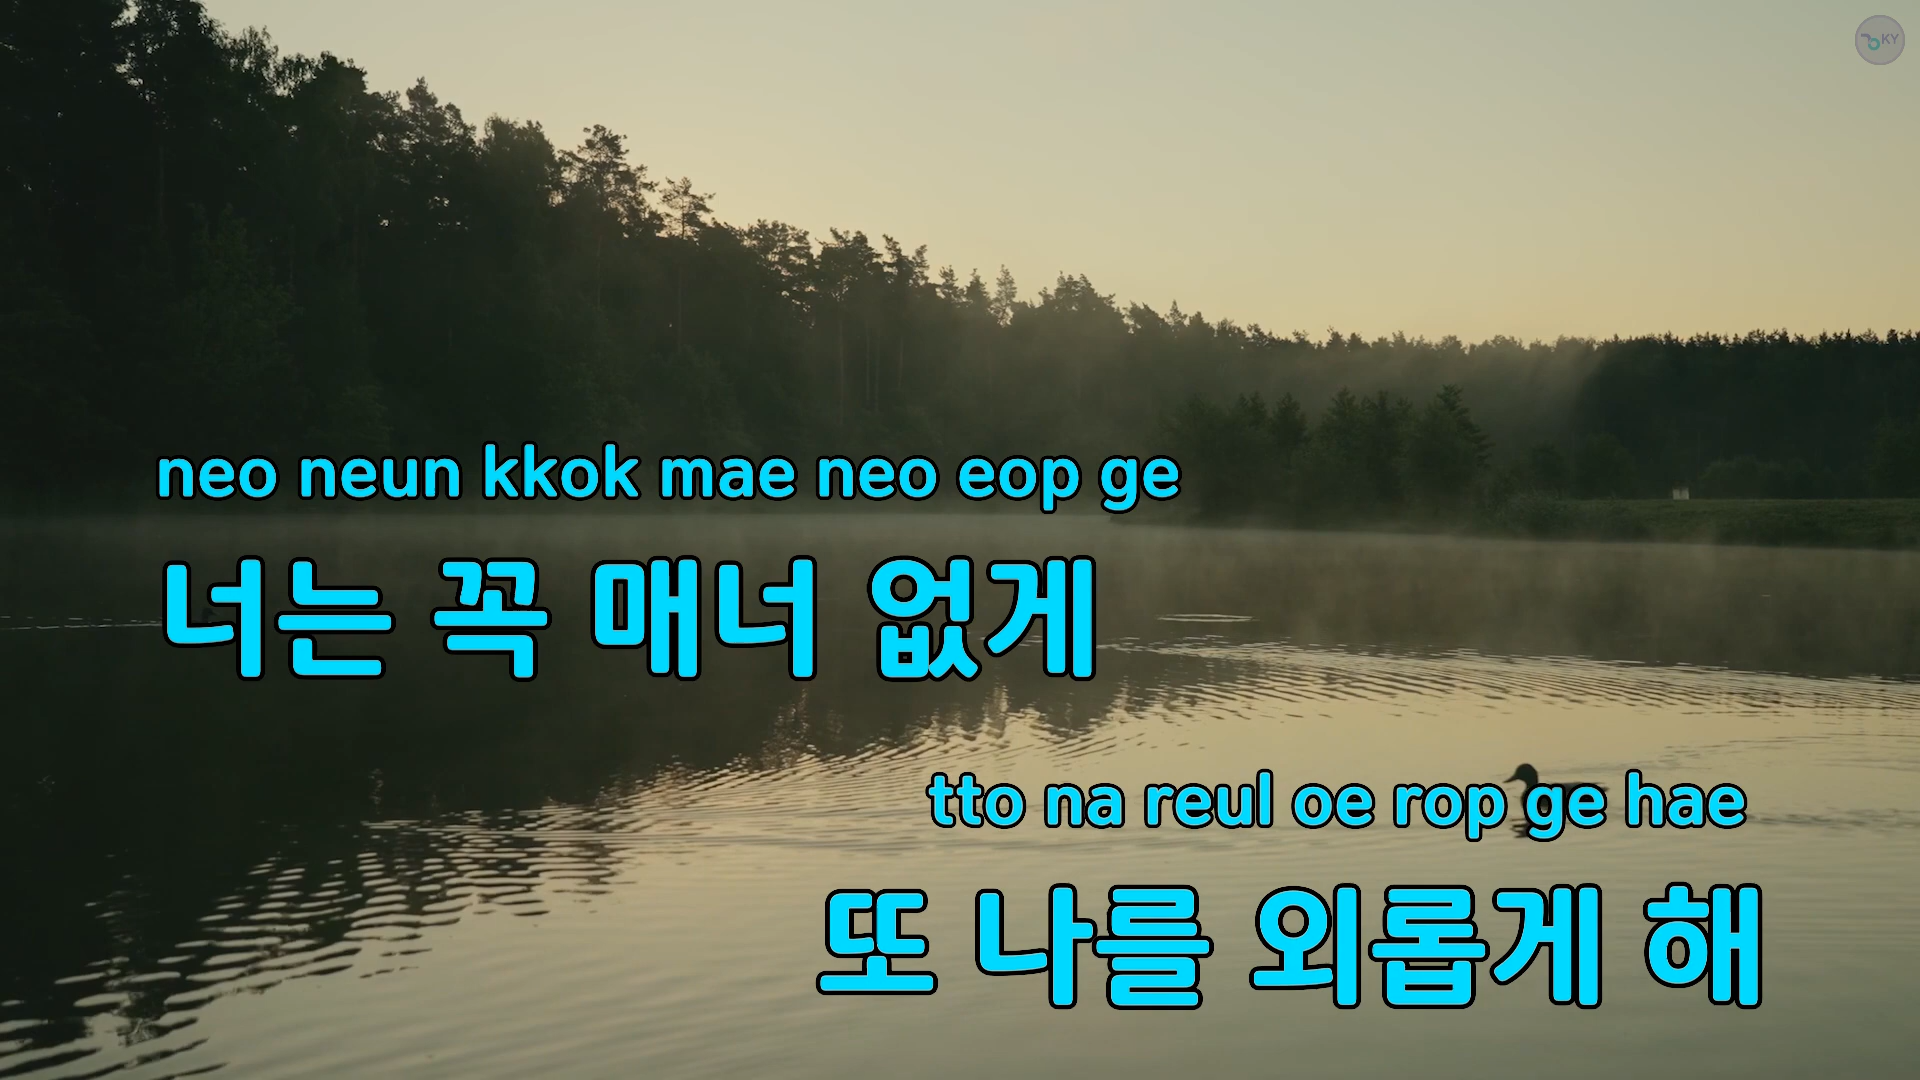 KY
neo neun kkok mae neo eop ge
너는 꼭 매너 없게
tto na reul oe rop ge hae
또 나를 외롭게 해